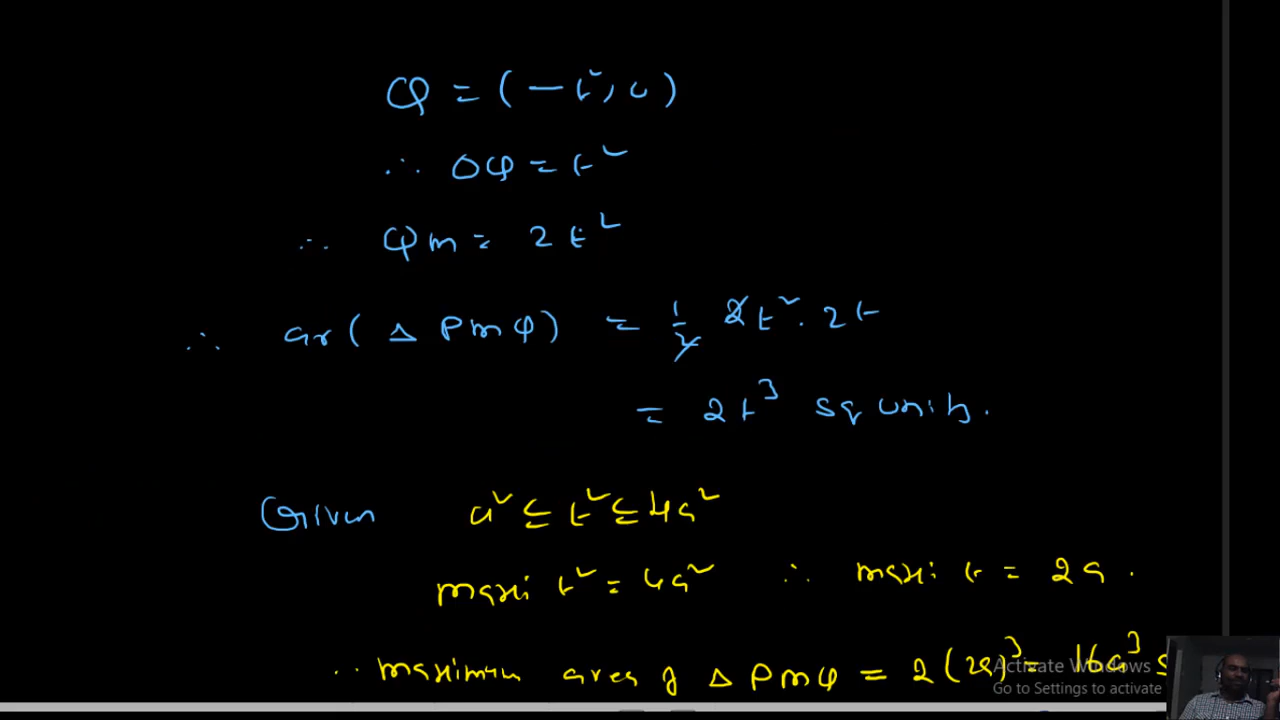 Q = (-t², 0)
∴ OQ = t²
∴ QM = 2t²
∴ ar(△ PMQ) = 1/2 2t². 2t
= 2t³ sq units.
Given a² ≤ t² ≤ 4a²
maxi t² = 4a² ∴ maxi t = 2a.
∴ maximum area of △ PMQ = 2(2a)³ = 16a³ s
Activate Windows
Go to Settings to activate